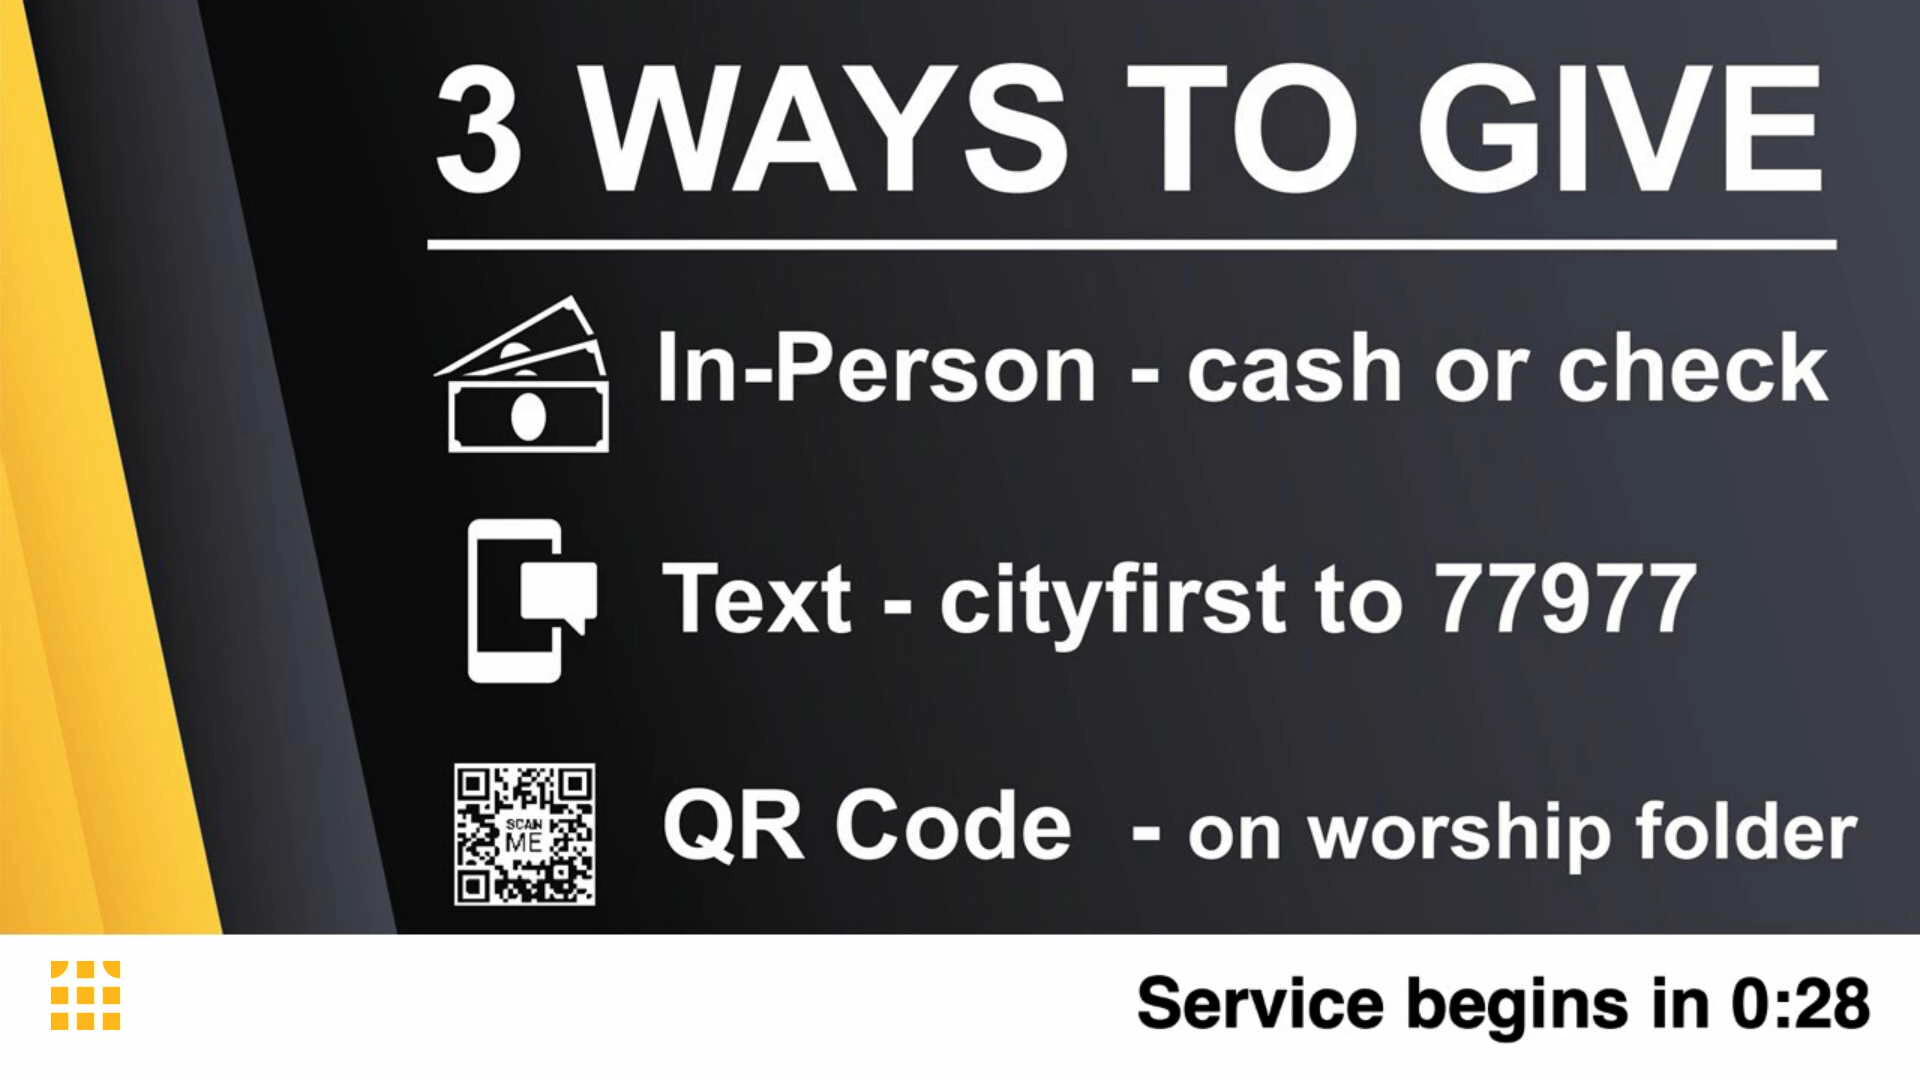 3 WAYS TO GIVE
In-Person - cash or check
Text - cityfirst to 77977
SCAN
ME
QR Code - on worship folder
Service begins in 0:28